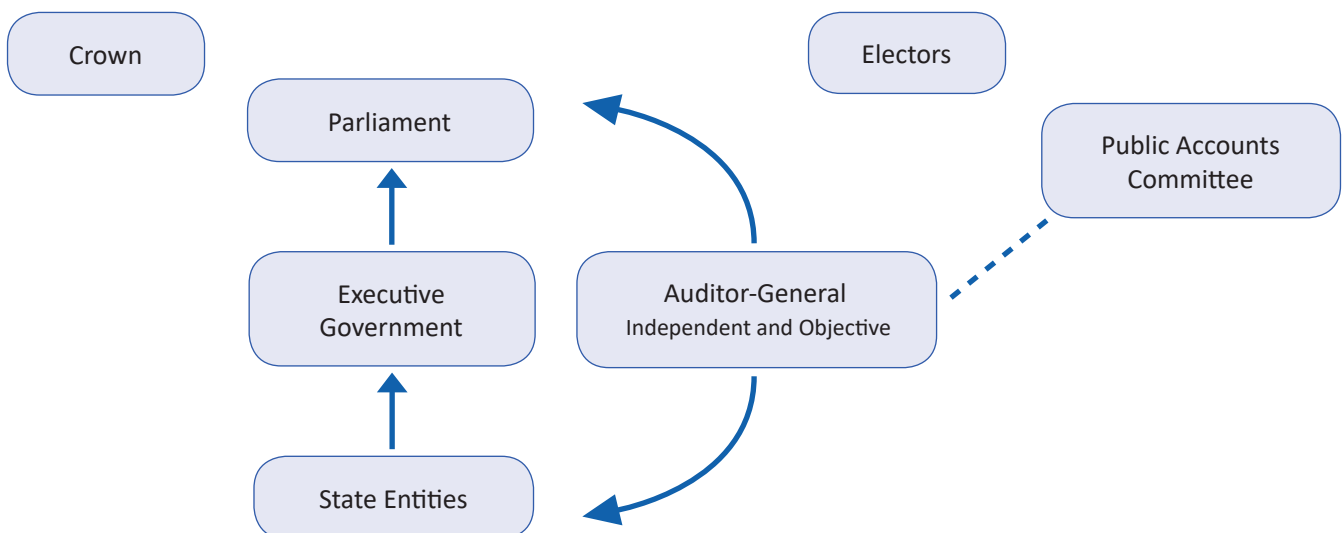 Crown
Electors
Parliament
Public Accounts
Committee
Executive
Government
Auditor-General
Independent and Objective
State Entities